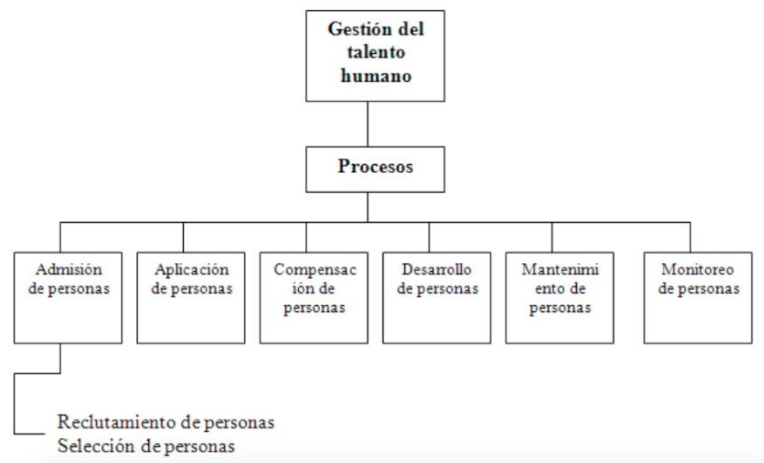 Gestión del
talento
humano
Procesos
Admisión
de personas
Aplicación
de personas
Compensac
ión de
personas
Desarrollo
de personas
Mantenimi
ento de
personas
Monitoreo
de personas
Reclutamiento de personas
Selección de personas